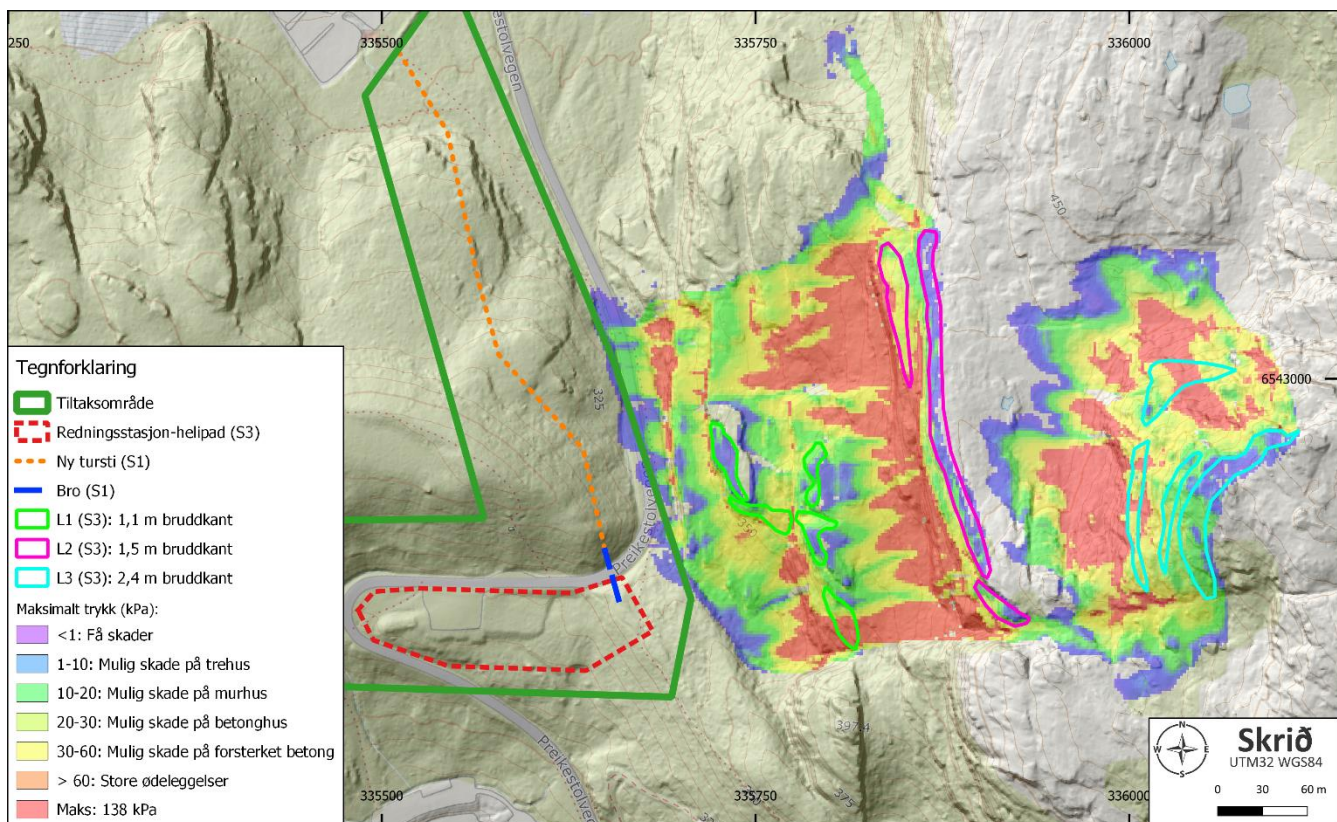 250
335500
335750
336000
Preikestolvegen
450
6543000
325
Preikestolvegen
Tegnforklaring
Tiltaksområde
Redningsstasjon-helipad (S3)
Ny tursti (S1)
Bro (S1)
L1 (S3): 1,1 m bruddkant
L2 (S3): 1,5 m bruddkant
L3 (S3): 2,4 m bruddkant
Maksimalt trykk (kPa):
<1: Få skader
1-10: Mulig skade på trehus
10-20: Mulig skade på murhus
20-30: Mulig skade på betonghus
30-60: Mulig skade på forsterket betong
> 60: Store ødeleggelser
Maks: 138 kPa
397.4
Preikestolvegen
375
335500
335750
336000
N
W E
S
Skrið
UTM32 WGS84
0 30 60 m